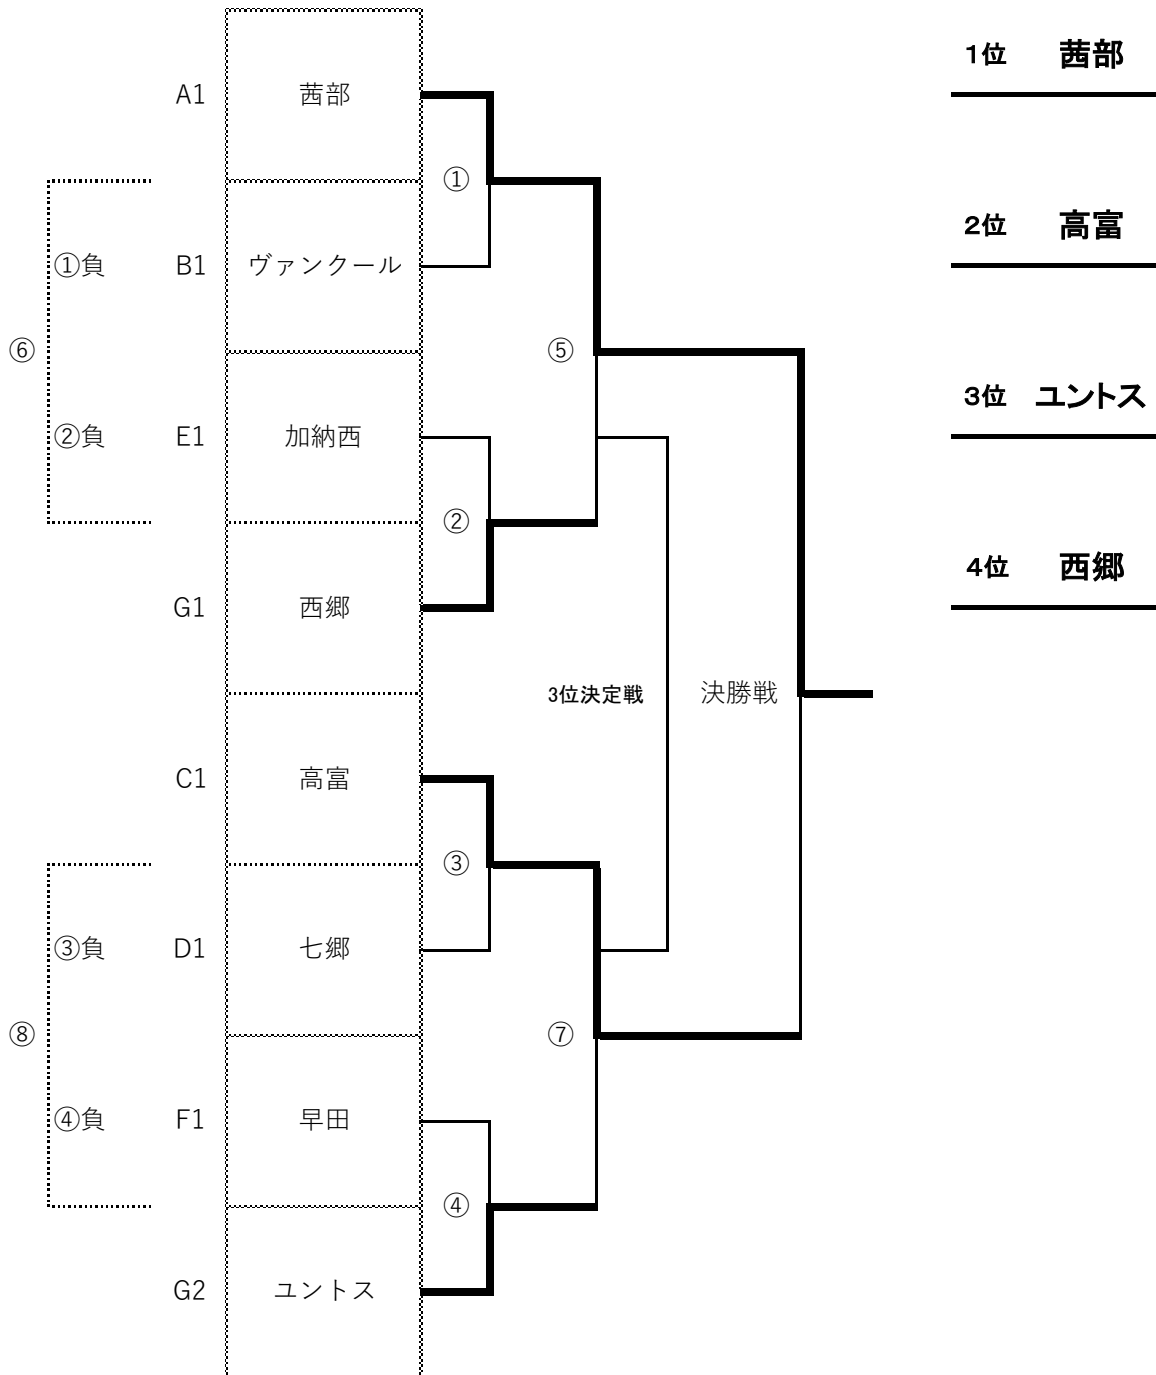 A1 茜部
①
①負 B1 ヴァンクール
⑥
⑤
②負 E1 加納西
②
G1 西郷
3位決定戦 決勝戦
C1 高富
③
③負 D1 七郷
⑧
⑦
④負 F1 早田
④
G2 ユントス
1位 茜部
2位 高富
3位 ユントス
4位 西郷